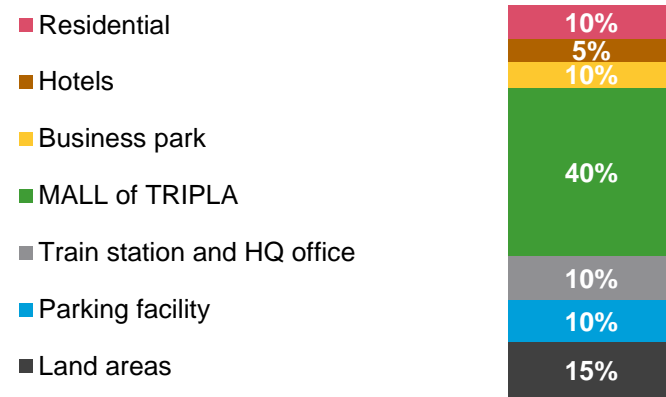 Residential
Hotels
Business park
MALL of TRIPLA
Train station and HQ office
Parking facility
Land areas
10%
5%
10%
40%
10%
10%
15%